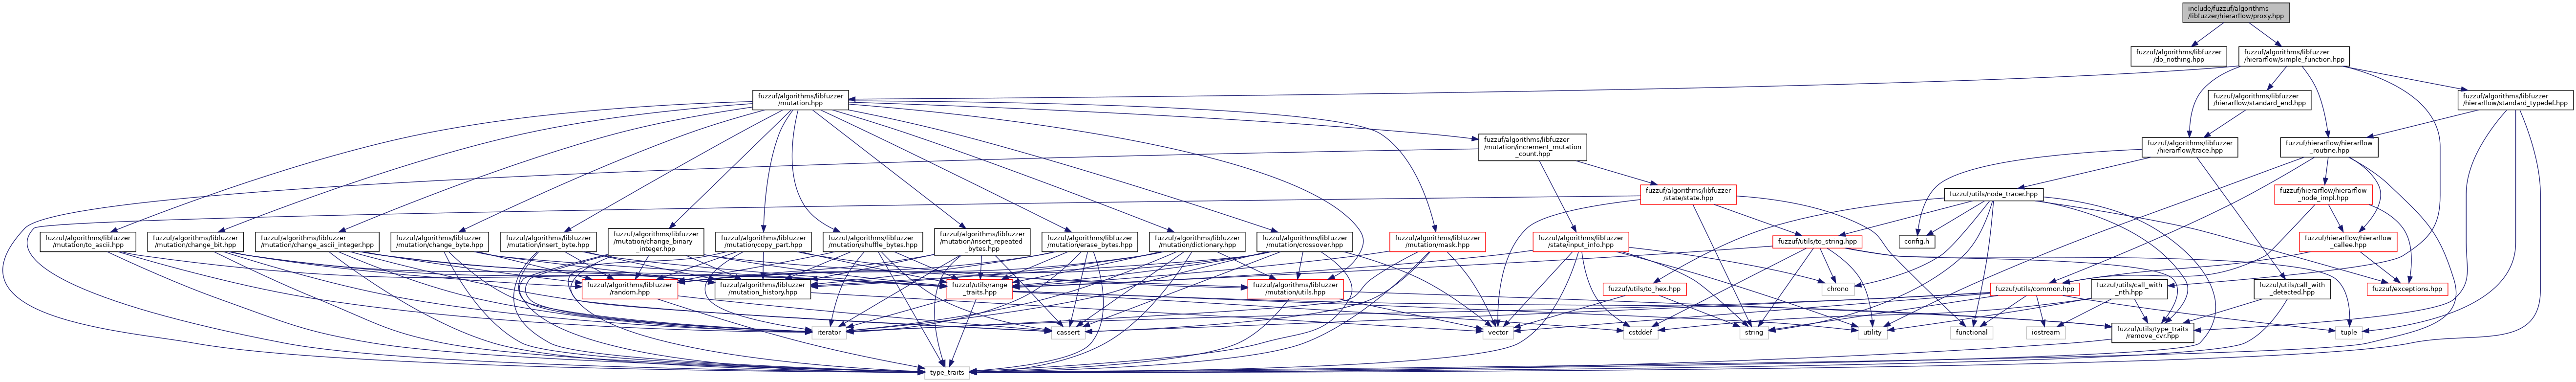 include/fuzzuf/algorithms
/libfuzzer/hierarflow/proxy.hpp
fuzzuf/algorithms/libfuzzer
/do_nothing.hpp
fuzzuf/algorithms/libfuzzer
/hierarflow/simple_function.hpp
fuzzuf/algorithms/libfuzzer
/mutation.hpp
fuzzuf/algorithms/libfuzzer
/hierarflow/standard_end.hpp
fuzzuf/algorithms/libfuzzer
/hierarflow/standard_typedef.hpp
fuzzuf/algorithms/libfuzzer
/mutation/increment_mutation
_count.hpp
fuzzuf/algorithms/libfuzzer
/hierarflow/trace.hpp
fuzzuf/hierarflow/hierarflow
_routine.hpp
fuzzuf/algorithms/libfuzzer
/state/state.hpp
fuzzuf/utils/node_tracer.hpp
fuzzuf/hierarflow/hierarflow
_node_impl.hpp
fuzzuf/algorithms/libfuzzer
/mutation/to_ascii.hpp
fuzzuf/algorithms/libfuzzer
/mutation/change_bit.hpp
fuzzuf/algorithms/libfuzzer
/mutation/change_ascii_integer.hpp
fuzzuf/algorithms/libfuzzer
/mutation/change_byte.hpp
fuzzuf/algorithms/libfuzzer
/mutation/insert_byte.hpp
fuzzuf/algorithms/libfuzzer
/mutation/change_binary
_integer.hpp
fuzzuf/algorithms/libfuzzer
/mutation/copy_part.hpp
fuzzuf/algorithms/libfuzzer
/mutation/shuffle_bytes.hpp
fuzzuf/algorithms/libfuzzer
/mutation/insert_repeated
_bytes.hpp
fuzzuf/algorithms/libfuzzer
/mutation/erase_bytes.hpp
fuzzuf/algorithms/libfuzzer
/mutation/dictionary.hpp
fuzzuf/algorithms/libfuzzer
/mutation/crossover.hpp
fuzzuf/algorithms/libfuzzer
/mutation/mask.hpp
fuzzuf/algorithms/libfuzzer
/state/input_info.hpp
fuzzuf/utils/to_string.hpp
config.h
fuzzuf/hierarflow/hierarflow
_callee.hpp
fuzzuf/algorithms/libfuzzer
/random.hpp
fuzzuf/algorithms/libfuzzer
/mutation_history.hpp
fuzzuf/utils/range
_traits.hpp
fuzzuf/algorithms/libfuzzer
/mutation/utils.hpp
fuzzuf/utils/to_hex.hpp
chrono
fuzzuf/utils/common.hpp
fuzzuf/utils/call_with
_nth.hpp
fuzzuf/utils/call_with
_detected.hpp
fuzzuf/exceptions.hpp
iterator
cassert
vector
cstddef
string
utility
functional
iostream
fuzzuf/utils/type_traits
/remove_cvr.hpp
tuple
type_traits